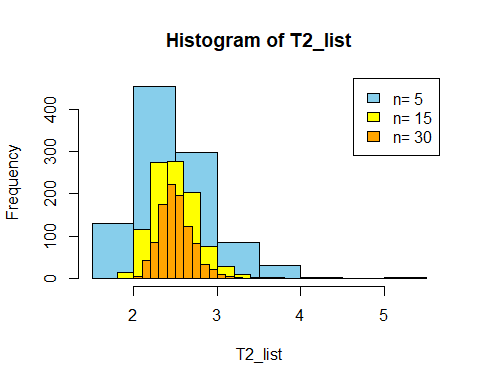 Histogram of T2_list
n= 5
n= 15
n= 30
Frequency
400
300
200
100
0
2 3 4 5
T2_list